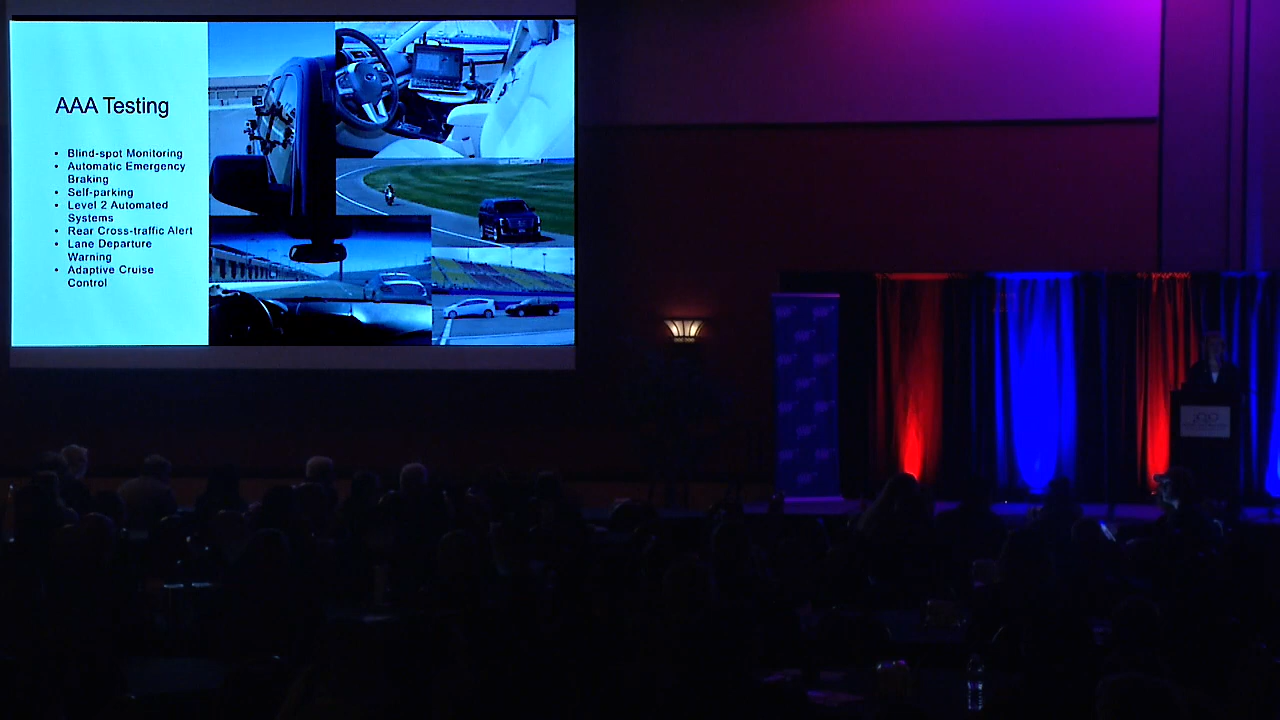 AAA Testing
• Blind-spot Monitoring
• Automatic Emergency
Braking
• Self-parking
• Level 2 Automated
Systems
• Rear Cross-traffic Alert
• Lane Departure
Warning
• Adaptive Cruise
Control